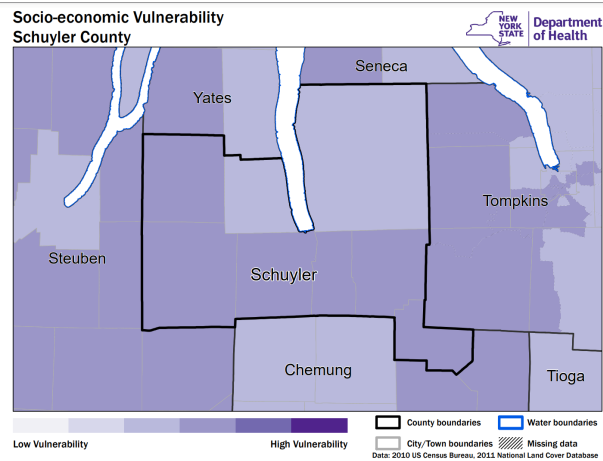 Socio-economic Vulnerability
Schuyler County
NEW
YORK
STATE
Department
of Health
Seneca
Yates
Tompkins
Steuben
Schuyler
Chemung
Tioga
Low Vulnerability
High Vulnerability
County boundaries
Water boundaries
City/Town boundaries
Missing data
Data: 2010 US Census Bureau, 2011 National Land Cover Database